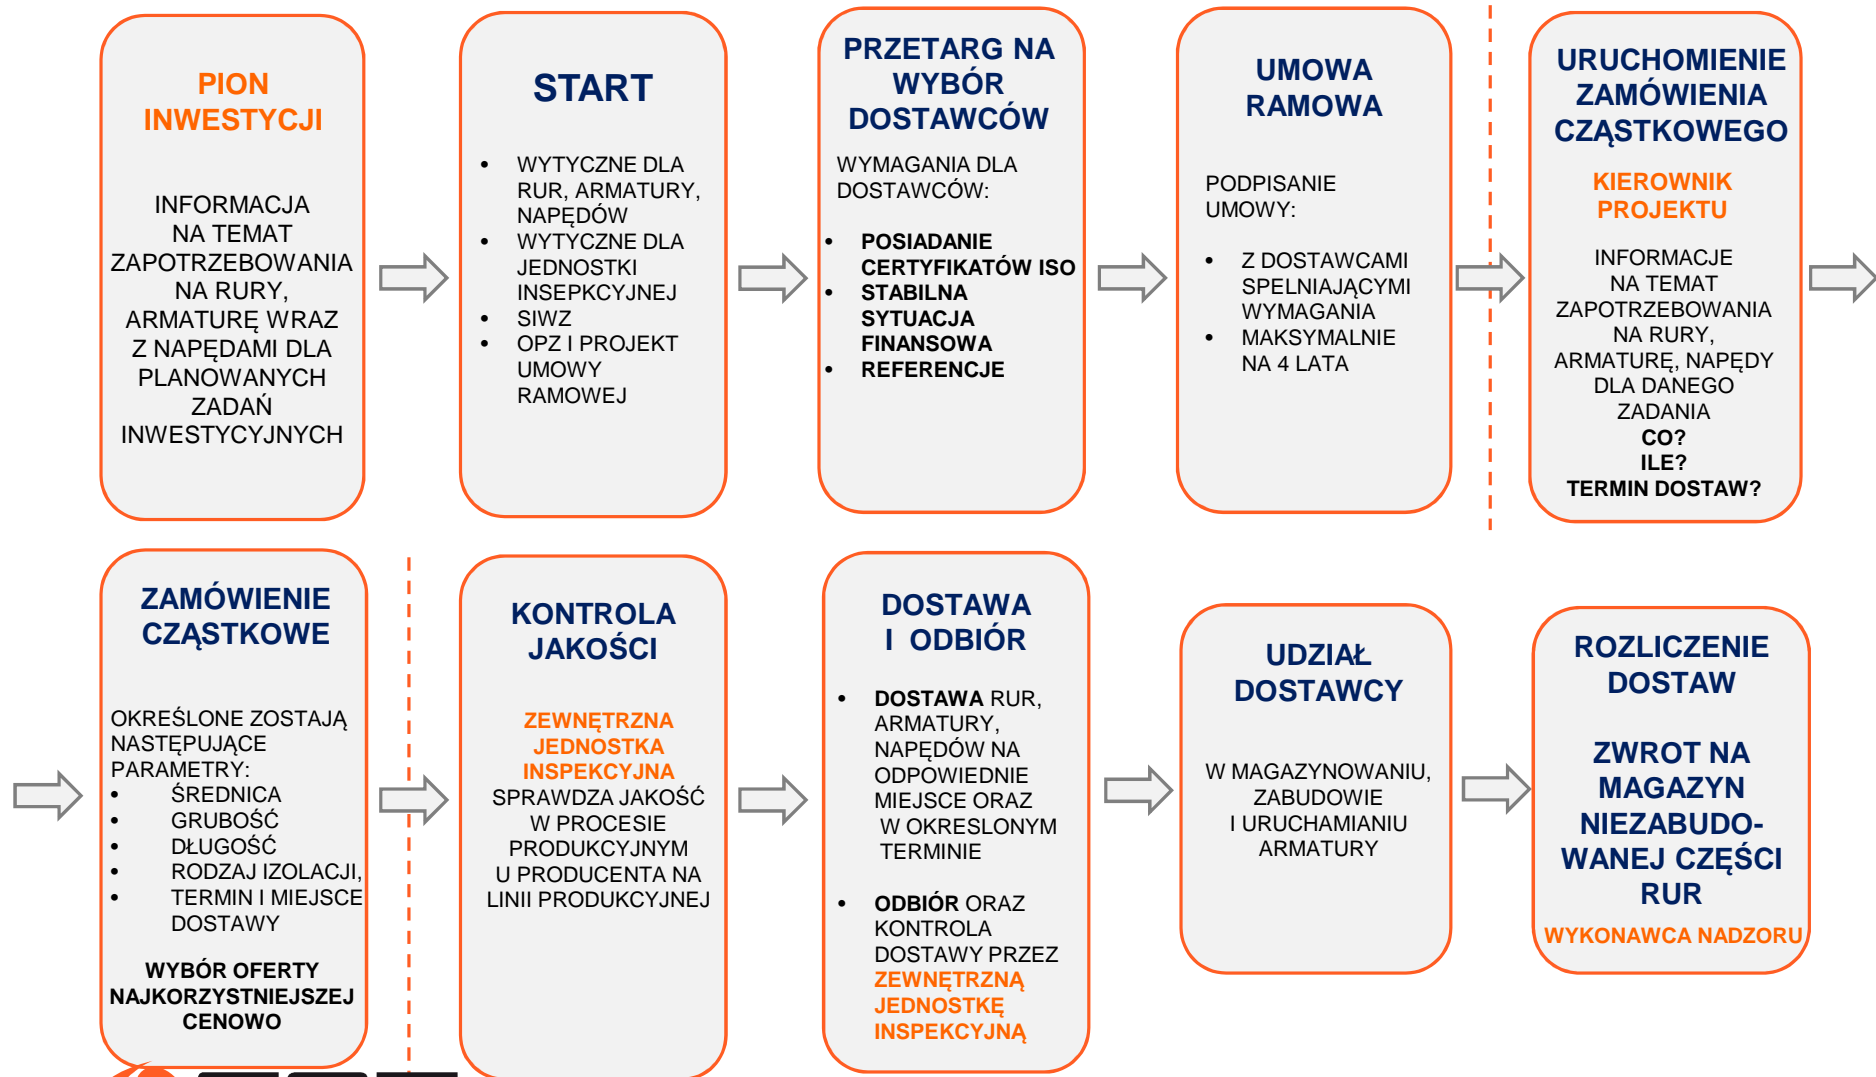 PION
INWESTYCJI
INFORMACJA
NA TEMAT
ZAPOTRZEBOWANIA
NA RURY,
ARMATURĘ WRAZ
Z NAPĘDAMI DLA
PLANOWANYCH
ZADAŃ
INWESTYCYJNYCH
START
• WYTYCZNE DLA
RUR, ARMATURY,
NAPĘDÓW
• WYTYCZNE DLA
JEDNOSTKI
INSEPKCYJNEJ
• SIWZ
• OPZ I PROJEKT
UMOWY
RAMOWEJ
PRZETARG NA
WYBÓR
DOSTAWCÓW
WYMAGANIA DLA
DOSTAWCÓW:
• POSIADANIE
CERTYFIKATÓW ISO
• STABILNA
SYTUACJA
FINANSOWA
• REFERENCJE
UMOWA
RAMOWA
PODPISANIE
UMOWY:
• Z DOSTAWCAMI
SPELNIAJĄCYMI
WYMAGANIA
• MAKSYMALNIE
NA 4 LATA
URUCHOMIENIE
ZAMÓWIENIA
CZĄSTKOWEGO
KIEROWNIK
PROJEKTU
INFORMACJE
NA TEMAT
ZAPOTRZEBOWANIA
NA RURY,
ARMATURĘ, NAPĘDY
DLA DANEGO
ZADANIA
CO?
ILE?
TERMIN DOSTAW?
ZAMÓWIENIE
CZĄSTKOWE
OKREŚLONE ZOSTAJĄ
NASTĘPUJĄCE
PARAMETRY:
• ŚREDNICA
• GRUBOŚĆ
• DŁUGOŚĆ
• RODZAJ IZOLACJI,
• TERMIN I MIEJSCE
DOSTAWY
WYBÓR OFERTY
NAJKORZYSTNIEJSZEJ
CENOWO
KONTROLA
JAKOŚCI
ZEWNĘTRZNA
JEDNOSTKA
INSPEKCYJNA
SPRAWDZA JAKOŚĆ
W PROCESIE
PRODUKCYJNYM
U PRODUCENTA NA
LINII PRODUKCYJNEJ
DOSTAWA
I ODBIÓR
• DOSTAWA RUR,
ARMATURY,
NAPĘDÓW NA
ODPOWIEDNIE
MIEJSCE ORAZ
W OKRESLONYM
TERMINIE
• ODBIÓR ORAZ
KONTROLA
DOSTAWY PRZEZ
ZEWNĘTRZNĄ
JEDNOSTKĘ
INSPEKCYJNĄ
UDZIAŁ
DOSTAWCY
W MAGAZYNOWANIU,
ZABUDOWIE
I URUCHAMIANIU
ARMATURY
ROZLICZENIE
DOSTAW
ZWROT NA
MAGAZYN
NIEZABUDO-
WANEJ CZĘŚCI
RUR
WYKONAWCA NADZORU